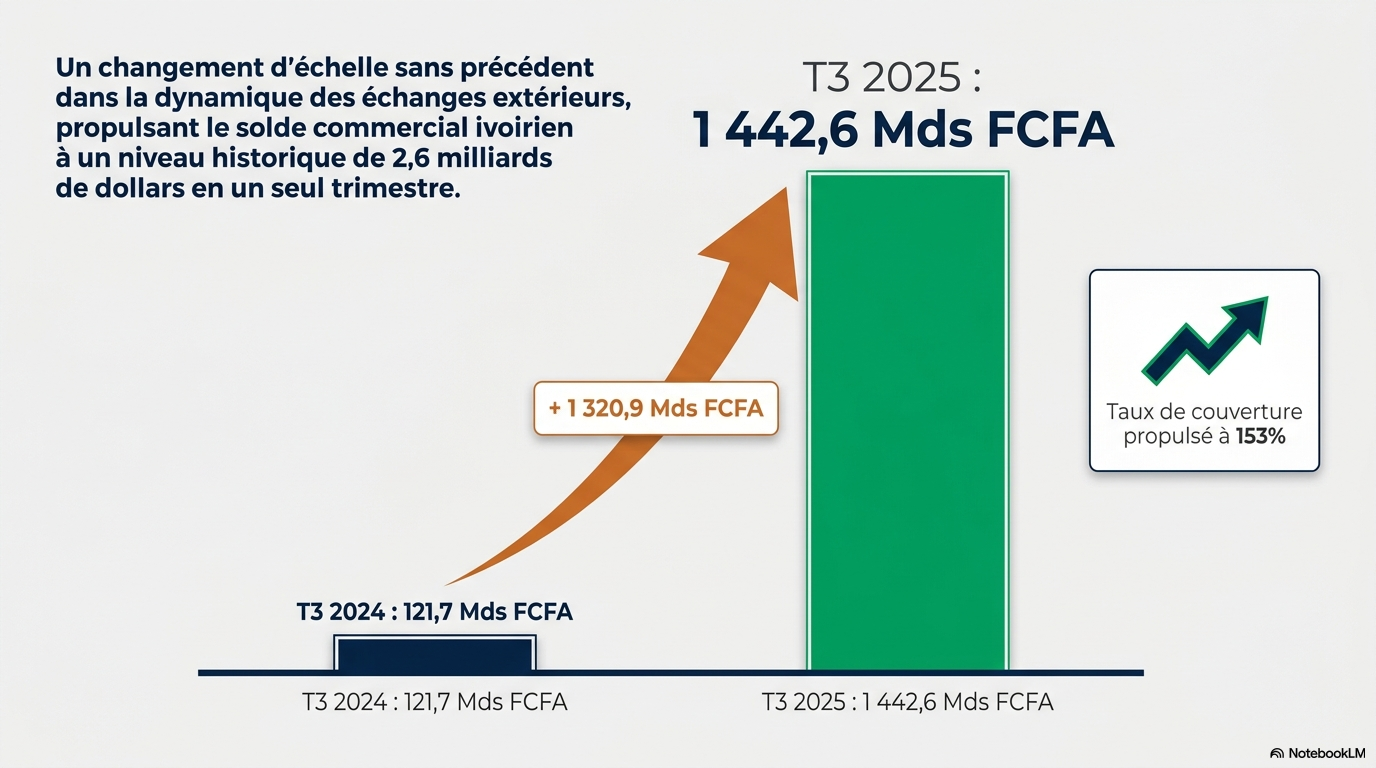 Un changement d’échelle sans précédent
dans la dynamique des échanges extérieurs,
propulsant le solde commercial ivoirien
à un niveau historique de 2,6 milliards
de dollars en un seul trimestre.
T3 2025 :
1 442,6 Mds FCFA
+ 1 320,9 Mds FCFA
Taux de couverture
propulsé à 153%
T3 2024 : 121,7 Mds FCFA
T3 2024 : 121,7 Mds FCFA
T3 2025 : 1 442,6 Mds FCFA
NotebookLM